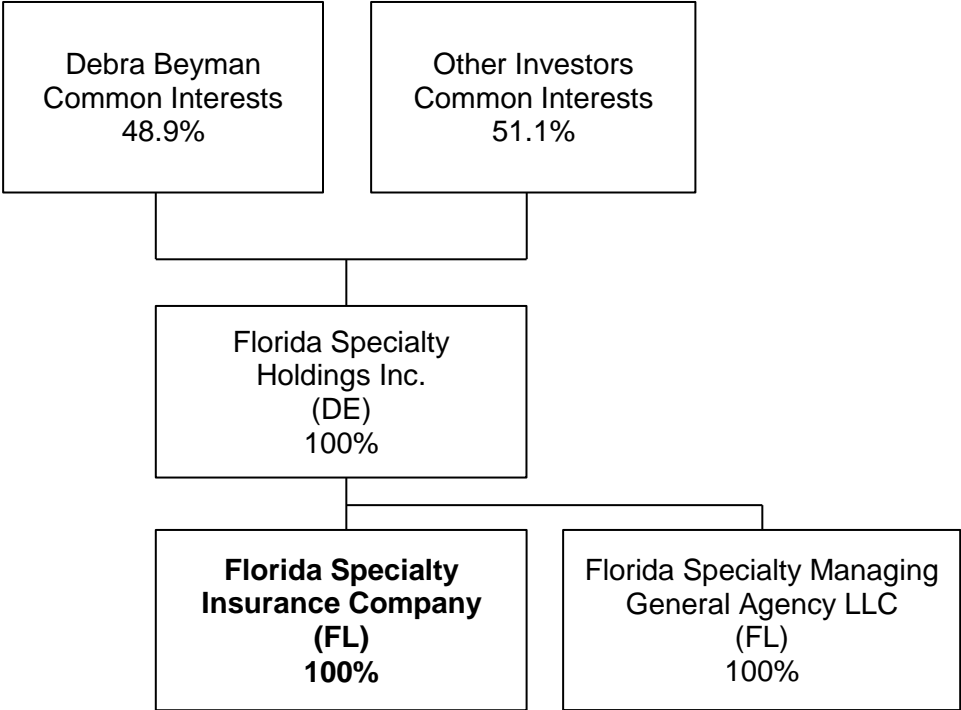 Debra Beyman
Common Interests
48.9%
Other Investors
Common Interests
51.1%
Florida Specialty
Holdings Inc.
(DE)
100%
Florida Specialty
Insurance Company
(FL)
100%
Florida Specialty Managing
General Agency LLC
(FL)
100%